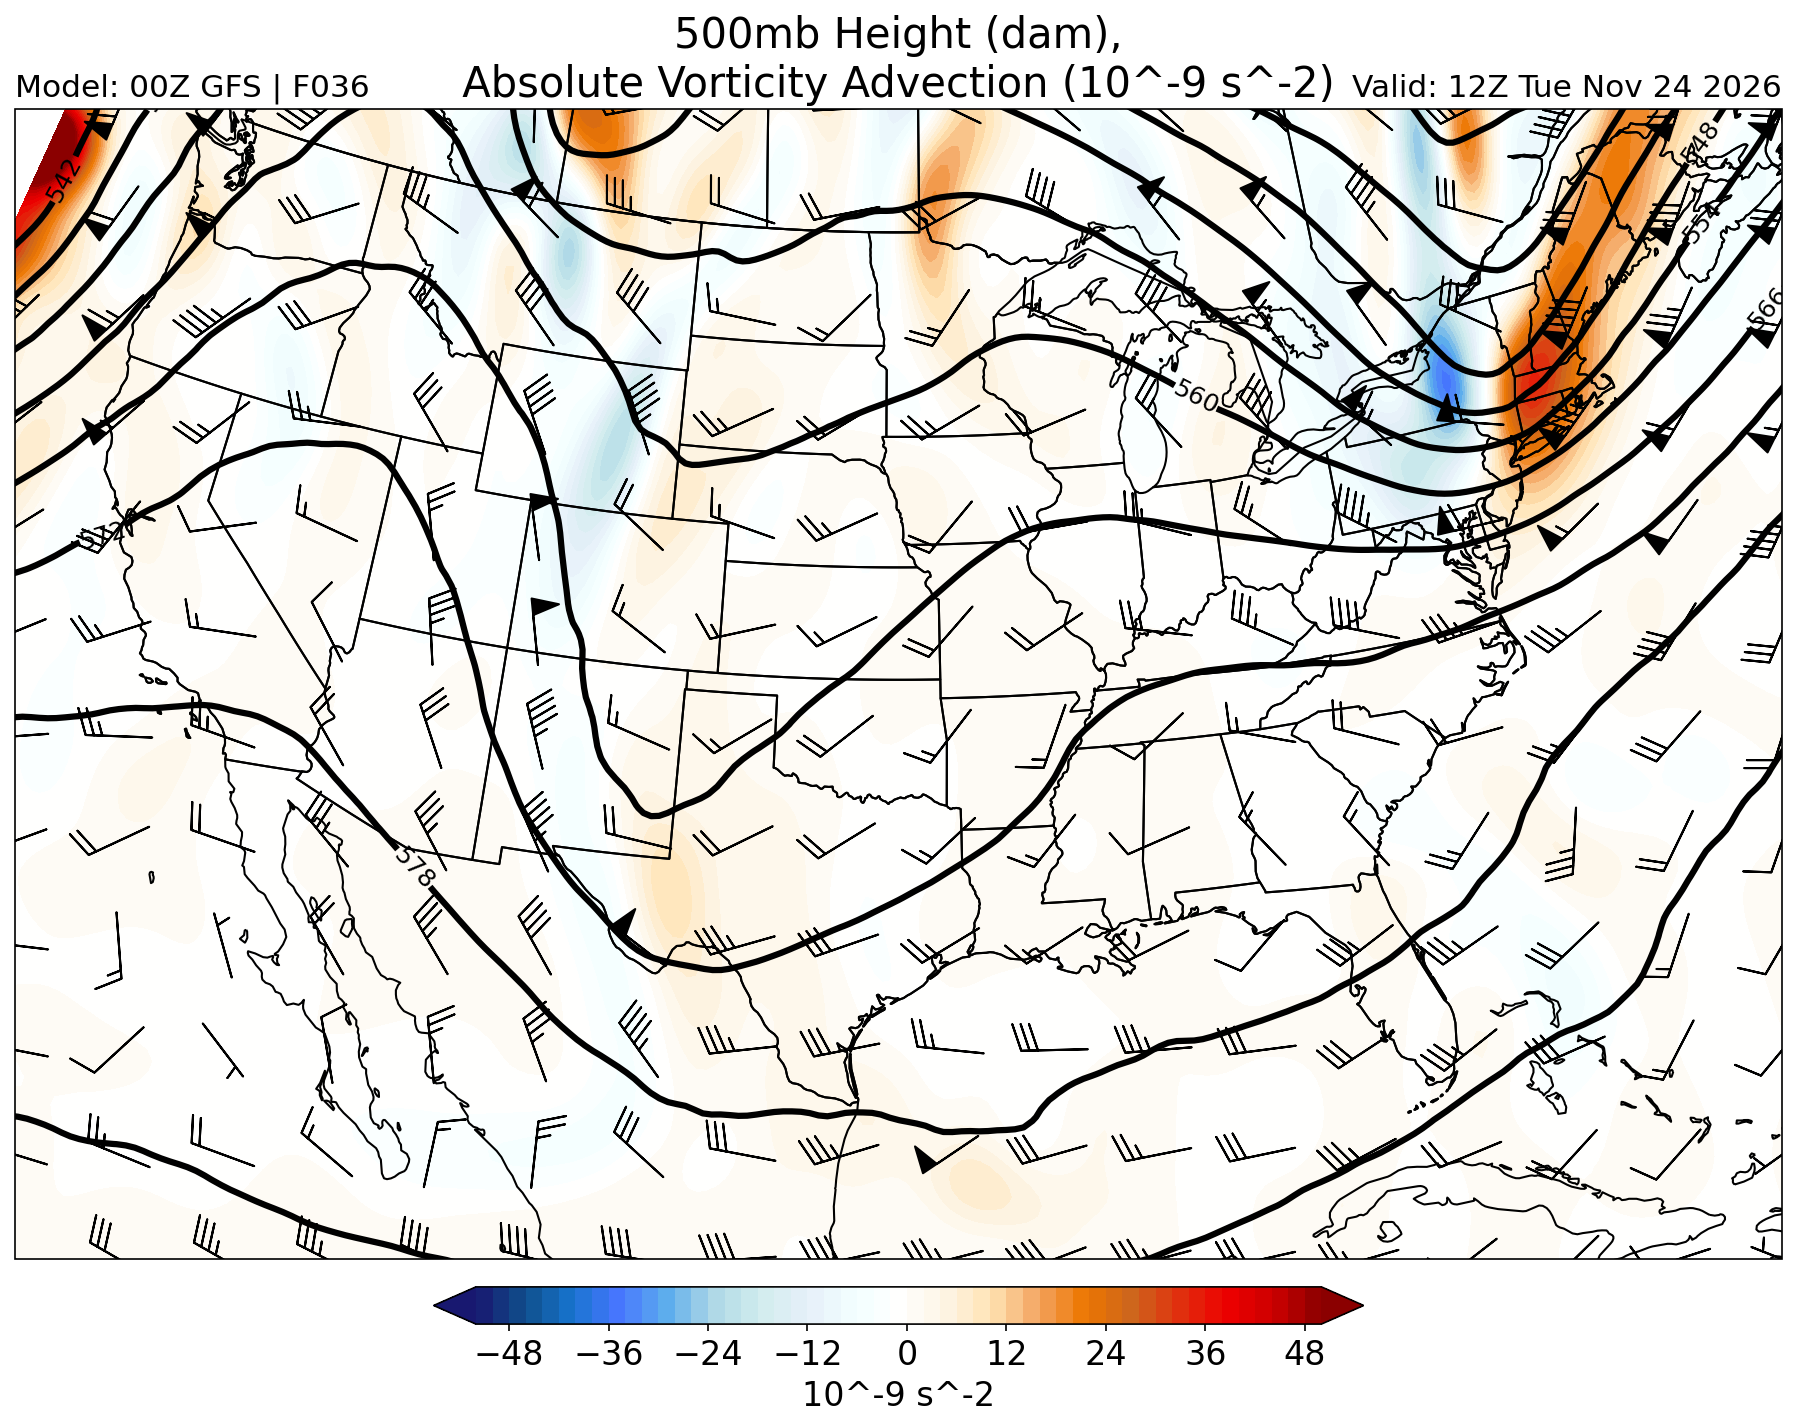 500mb Height (dam),
Model: 00Z GFS | F036
Absolute Vorticity Advection (10^-9 s^-2)
Valid: 12Z Tue Nov 24 2026
542
548
554
566
560
572
578
−48 −36 −24 −12 0 12 24 36 48
10^-9 s^-2